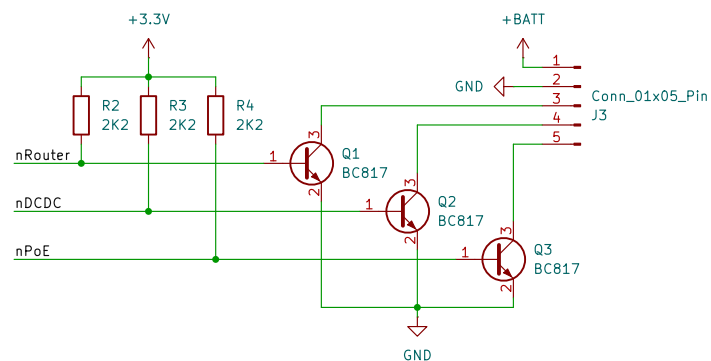 +3.3V
+BATT
1
GND
2
R2
2K2
R3
2K2
R4
2K2
3
Conn_01x05_Pin
J3
4
5
nRouter
1
3
Q1
BC817
2
nDCDC
1
3
Q2
BC817
2
nPoE
1
3
Q3
BC817
2
GND